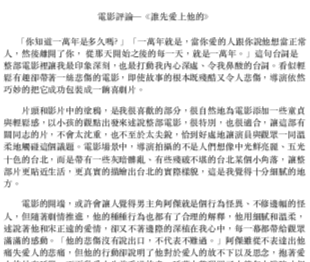 電影評論—《誰先愛上他的》
「你知道一萬年是多久嗎?」「一萬年就是，當你愛的人跟你說他想當正常
人，然後離開了你，從那天開始之後的每一天，就是一萬年。」這句台詞是
整部電影裡讓我最印象深刻，也最打動我內心深處、令我鼻酸的台詞。看似輕
鬆有趣卻帶著一絲悲傷的電影，即使故事的根本既殘酷又令人悲傷，導演依然
巧妙的把它成功包裝成一齣喜劇片。
片頭和影片中的塗鴉，是我很喜歡的部分，很自然地為電影添加一些童貞
與輕鬆感，以小孩的觀點出發來述說整部電影，很特別，也很適合，讓這部有
關同志的片，不會太沈重，也不至於太尖銳，恰到好處地讓演員與觀眾一同溫
柔地觸碰這個議題。電影場景中，導演拍攝的不是人們想像中光鮮亮麗、五光
十色的台北，而是帶有一些灰暗髒亂、有些殘破不堪的台北某個小角落，讓整
部片更貼近生活，更真實的描繪出台北的實際樣貌，這是我覺得十分細膩的地
方。
電影的開端，或許會讓人覺得男主角阿傑就是個行為怪異、不修邊幅的怪
人，但隨著劇情推進，他的種種行為也都有了合理的解釋，他用細膩和溫柔，
述說著他和宋正遠的愛情，卻又不著邊際的深植在我心中，每一幕都帶給觀眾
滿滿的感動。「他的悲傷沒有說出口，不代表不難過。」阿傑雖從不表達出他
痛失愛人的悲痛，但他的行動卻說明了他對於愛人的放不下以及思念，拖著愛